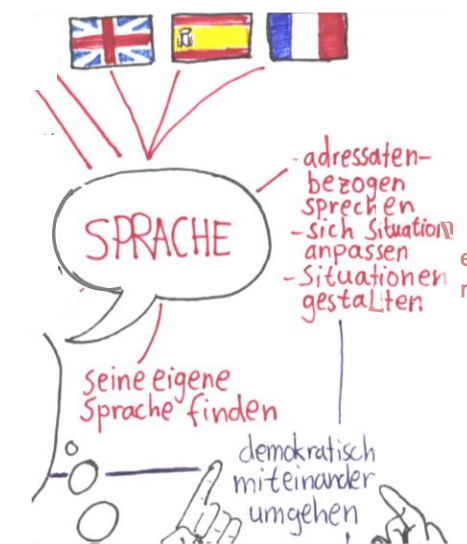 SPRACHE
- adressaten-
bezogen
sprechen
- sich Situation
anpassen
- Situationen
gestalten
seine eigene
Sprache finden
demokratisch
miteinander
umgehen